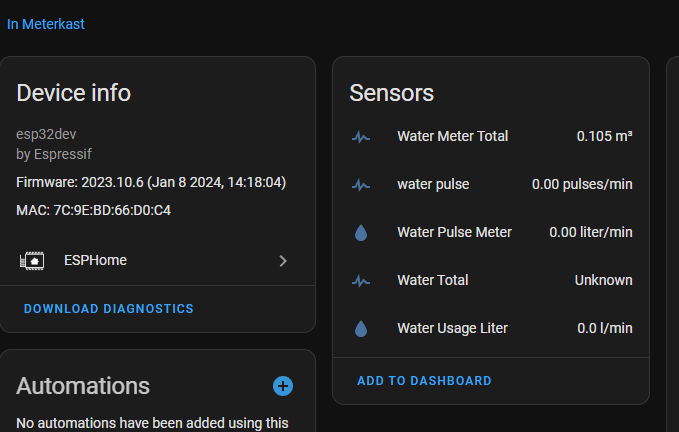 In Meterkast
Device info
esp32dev
by Espressif
Firmware: 2023.10.6 (Jan 8 2024, 14:18:04)
MAC: 7C:9E:BD:66:D0:C4
ESPHome
DOWNLOAD DIAGNOSTICS
Automations
No automations have been added using this
Sensors
Water Meter Total 0.105 m³
water pulse 0.00 pulses/min
Water Pulse Meter 0.00 liter/min
Water Total Unknown
Water Usage Liter 0.0 l/min
ADD TO DASHBOARD